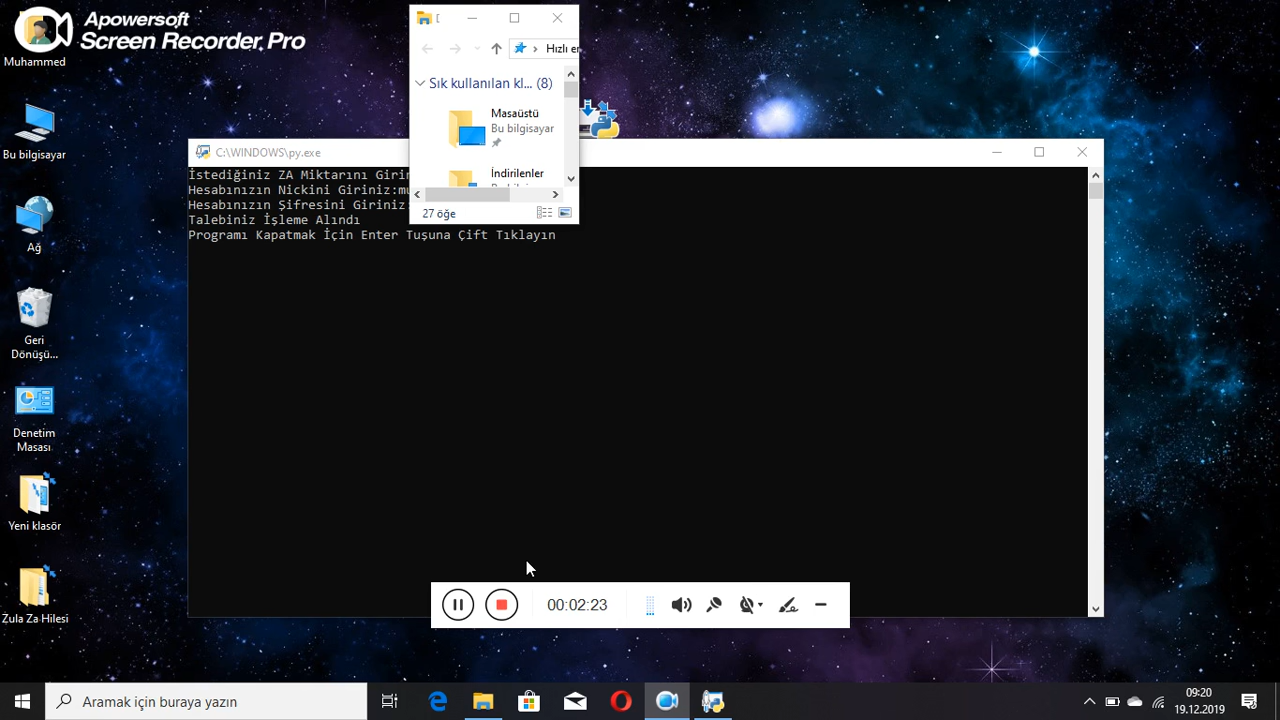 Apowersoft
Screen Recorder Pro
Muhammed
Bu bilgisayar
Ağ
Geri
Dönüşü...
Denetim
Masası
Yeni klasör
Zula Za Hilesi
Hızlı er
Sık kullanılan kl... (8)
Masaüstü
Bu bilgisayar
İndirilenler
27 öğe
C:\WINDOWS\py.exe
İstediğiniz ZA Miktarını
Hesabınızın Nickini Giriniz:
Hesabınızın Şifresini Giriniz
Talebiniz İşleme Alındı
Programı Kapatmak İçin Enter Tuşuna Çift Tıklayın
00:02:23
Aramak için buraya yazın
09:20
19.12.2019